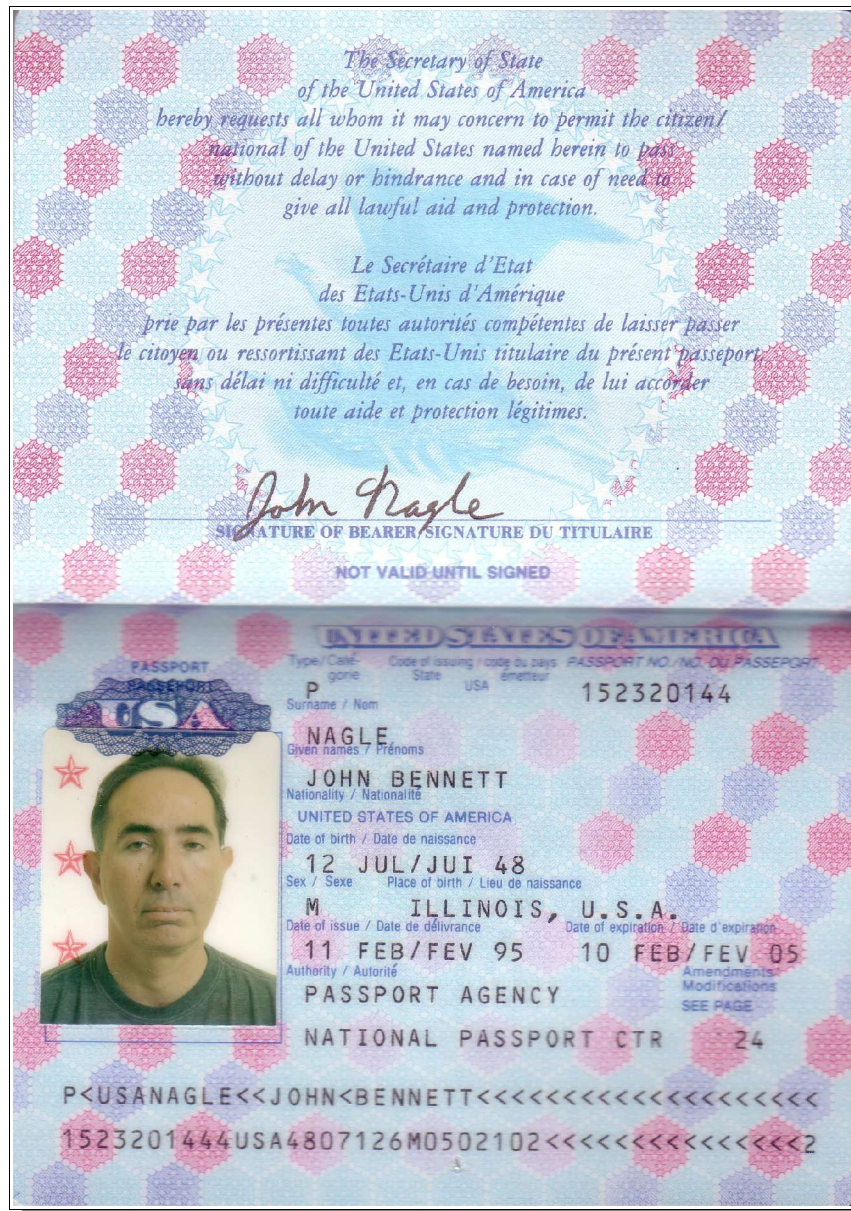 The Secretary of State
of the United States of America
hereby requests all whom it may concern to permit the citizen/
national of the United States named herein to pass
without delay or hindrance and in case of need to
give all lawful aid and protection.
Le Secrétaire d'Etat
des Etats-Unis d'Amérique
prie par les présentes toutes autorités compétentes de laisser passer
le citoyen ou ressortissant des Etats-Unis titulaire du présent passeport,
sans délai ni difficulté et, en cas de besoin, de lui accorder
toute aide et protection légitimes.
John Nagle
SIGNATURE OF BEARER/SIGNATURE DU TITULAIRE
NOT VALID UNTIL SIGNED
UNITED STATES OF AMERICA
PASSPORT
PASSEPORT
USA
Type/Caté-gorie Code of issuing / code du pays PASSPORT NO./NO. DU PASSEPORT
State USA émetteur
P 152320144
Surname / Nom
NAGLE
Given names / Prénoms
JOHN BENNETT
Nationality / Nationalité
UNITED STATES OF AMERICA
Date of birth / Date de naissance
12 JUL/JUI 48
Sex / Sexe Place of birth / Lieu de naissance
M ILLINOIS, U.S.A.
Date of issue / Date de délivrance Date of expiration / Date d'expiration
11 FEB/FEV 95 10 FEB/FEV 05
Authority / Autorité Amendments/
Modifications
PASSPORT AGENCY SEE PAGE
NATIONAL PASSPORT CTR 24
P<USANAGLE<<JOHN<BENNETT<<<<<<<<<<<<<<<<<<<<
1523201444USA4807126M0502102<<<<<<<<<<<<<<<2